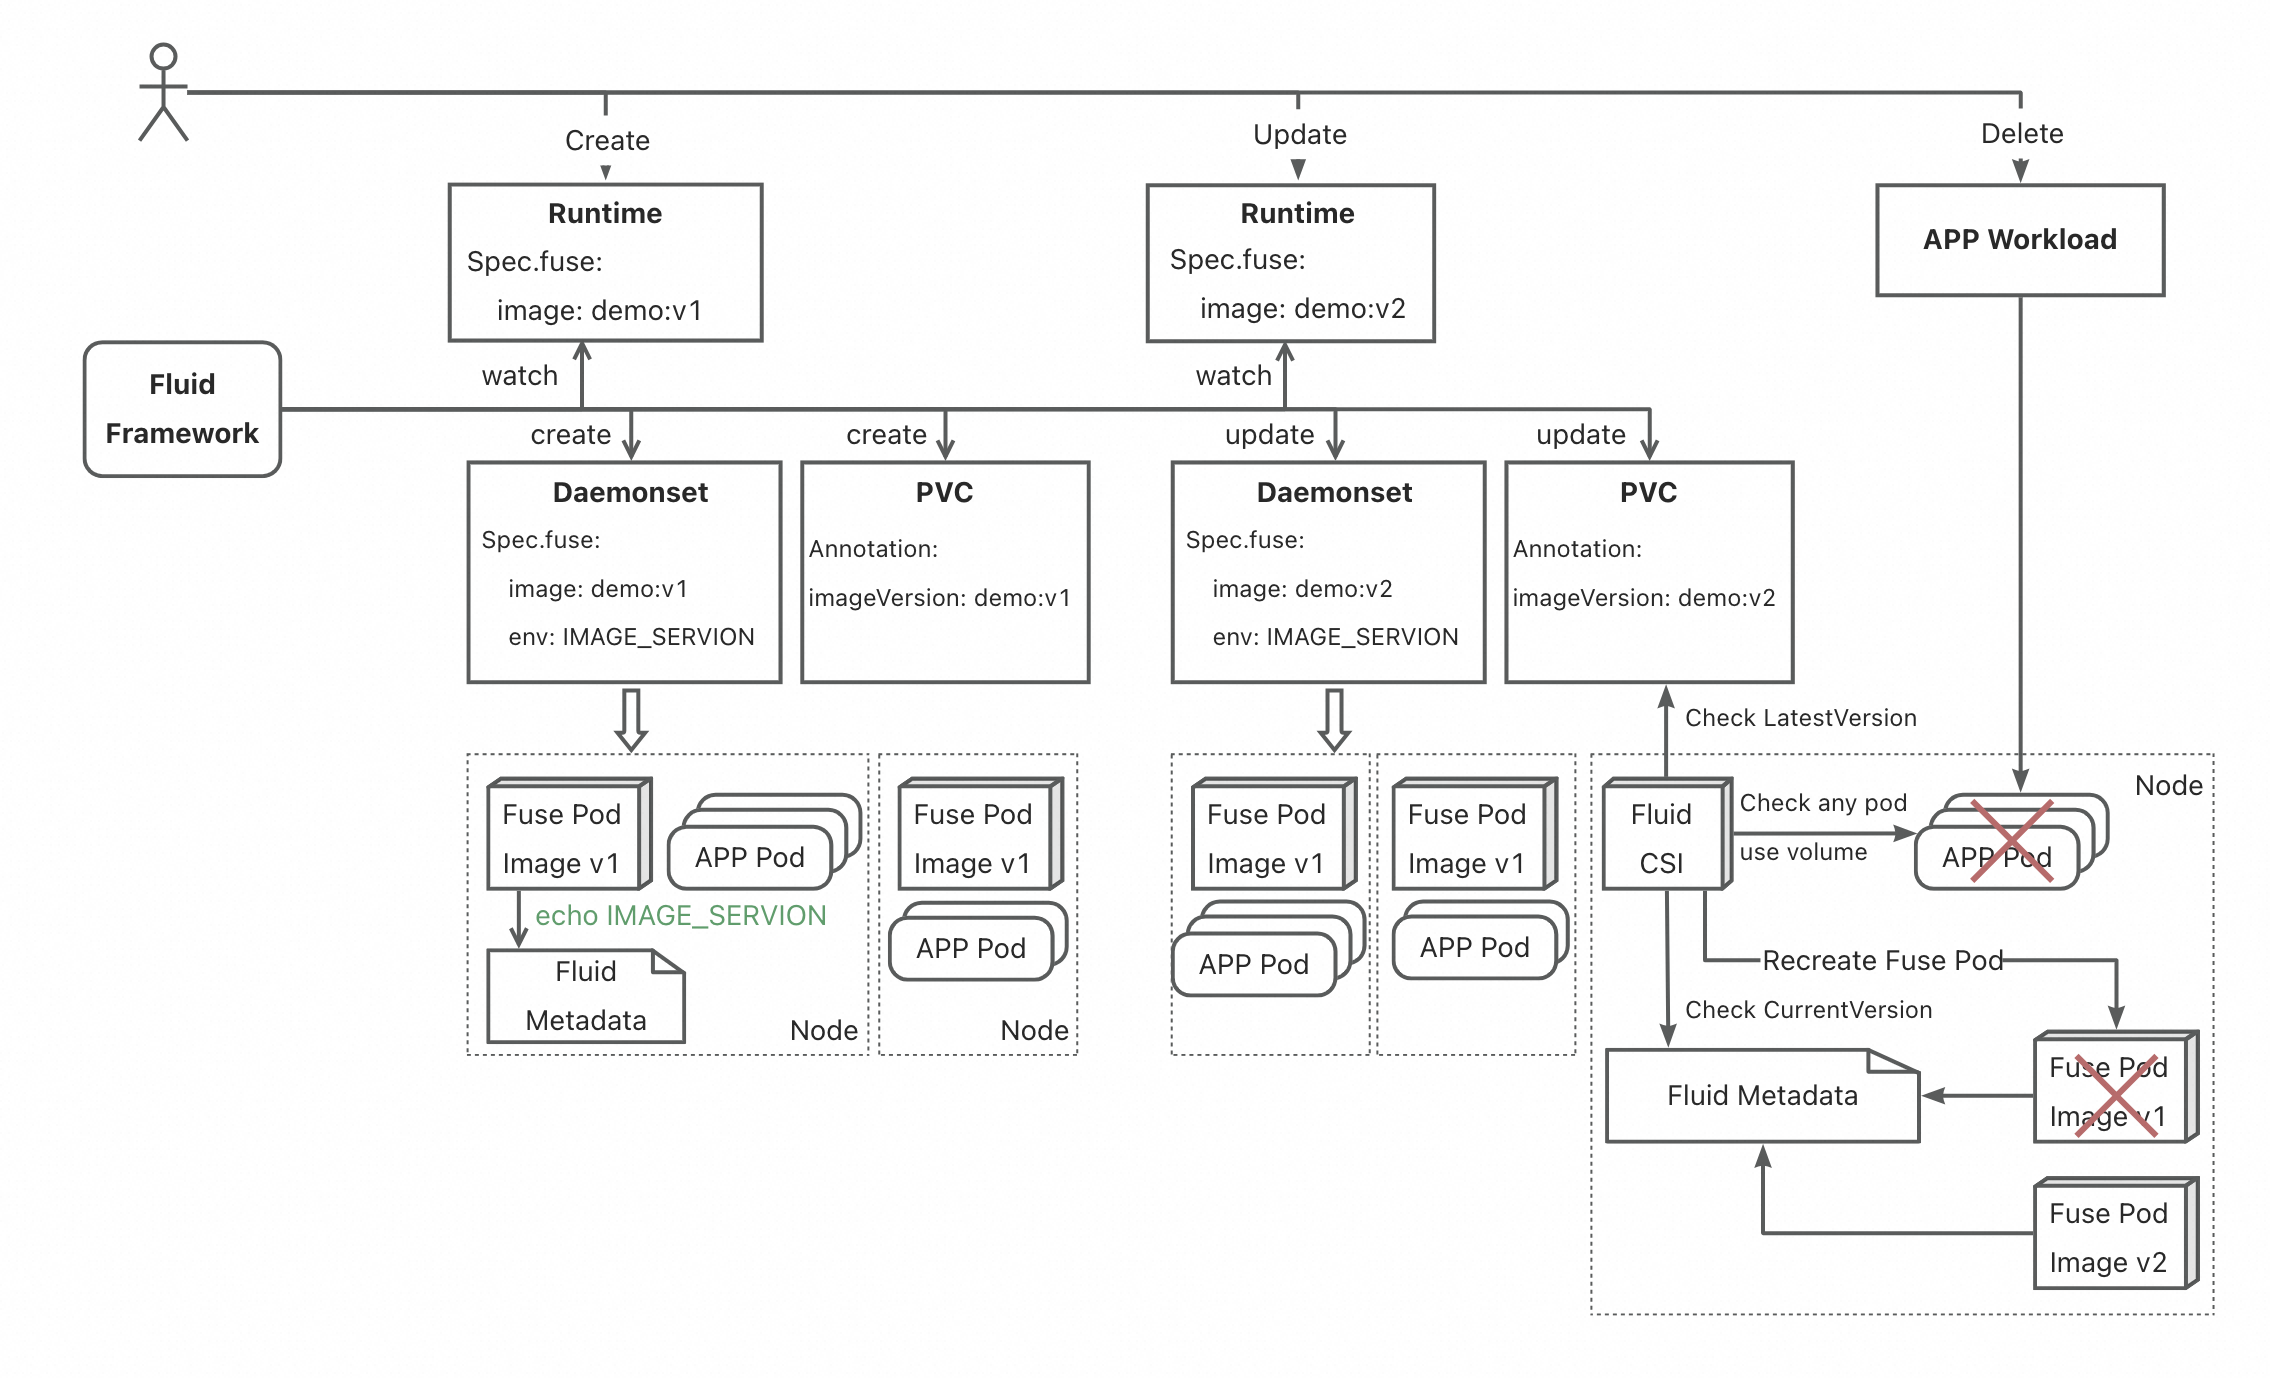 Create
Update
Delete
Runtime
Spec.fuse:
image: demo:v1
Runtime
Spec.fuse:
image: demo:v2
APP Workload
Fluid
Framework
watch
watch
create
create
update
update
Daemonset
Spec.fuse:
image: demo:v1
env: IMAGE_SERVION
PVC
Annotation:
imageVersion: demo:v1
Daemonset
Spec.fuse:
image: demo:v2
env: IMAGE_SERVION
PVC
Annotation:
imageVersion: demo:v2
Check LatestVersion
Fuse Pod
Image v1
APP Pod
echo IMAGE_SERVION
Fluid
Metadata
Node
Fuse Pod
Image v1
APP Pod
Node
Fuse Pod
Image v1
APP Pod
Fuse Pod
Image v1
APP Pod
Node
Fluid
CSI
Check any pod
use volume
APP Pod
Recreate Fuse Pod
Check CurrentVersion
Fluid Metadata
Fuse Pod
Image v1
Fuse Pod
Image v2